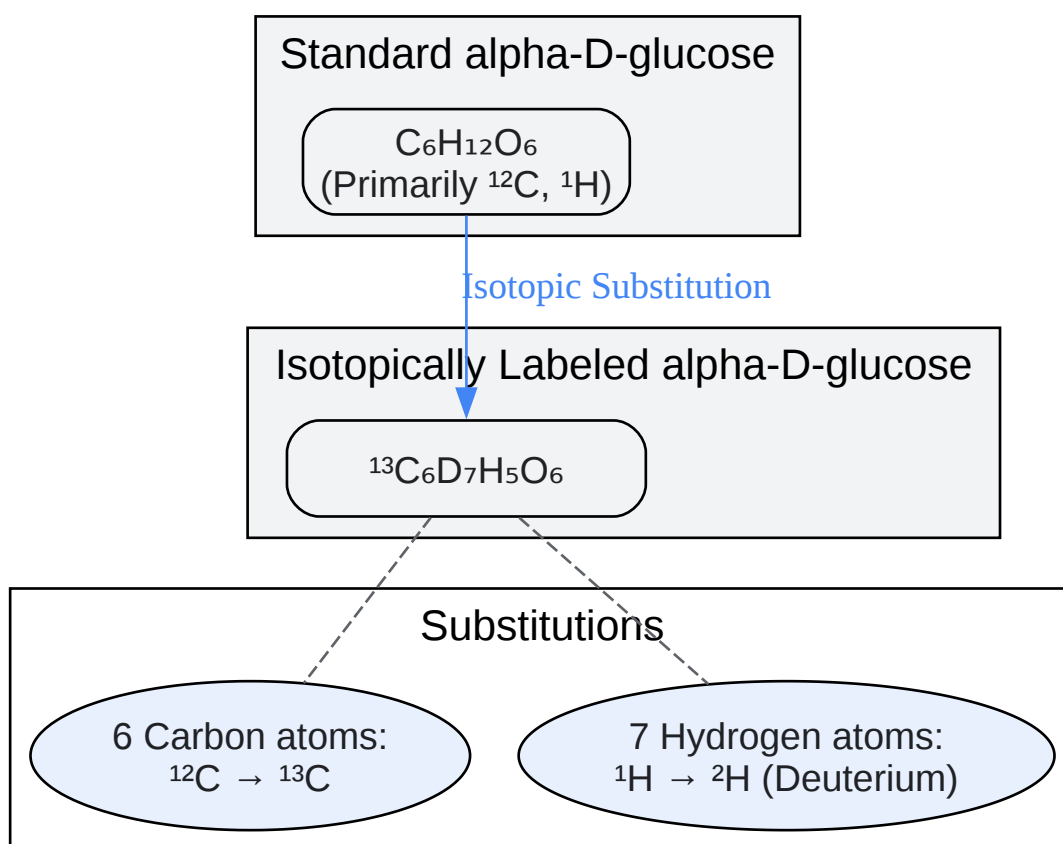 Standard alpha-D-glucose
C₆H₁₂O₆
(Primarily ¹²C, ¹H)
Isotopic Substitution
Isotopically Labeled alpha-D-glucose
¹³C₆D₇H₅O₆
Substitutions
6 Carbon atoms:
¹²C → ¹³C
7 Hydrogen atoms:
¹H → ²H (Deuterium)